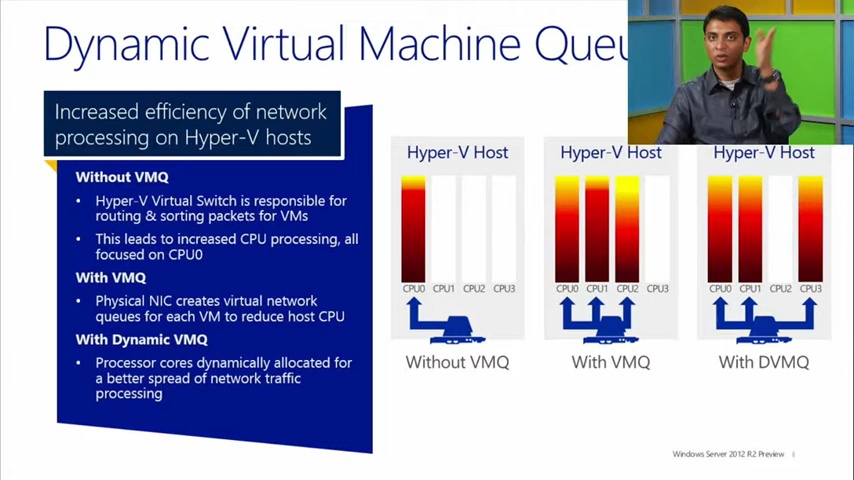 Dynamic Virtual Machine
Increased efficiency of network
processing on Hyper-V hosts
Without VMQ
• Hyper-V Virtual Switch is responsible for
routing & sorting packets for VMs
• This leads to increased CPU processing, all
focused on CPU0
With VMQ
• Physical NIC creates virtual network
queues for each VM to reduce host CPU
With Dynamic VMQ
• Processor cores dynamically allocated for
a better spread of network traffic
processing
Hyper-V Host
CPU0 CPU1 CPU2 CPU3
Without VMQ
Hyper-V Host
CPU0 CPU1 CPU2 CPU3
With VMQ
Hyper-V Host
CPU0 CPU1 CPU2 CPU3
With DVMQ
Windows Server 2012 R2 Preview